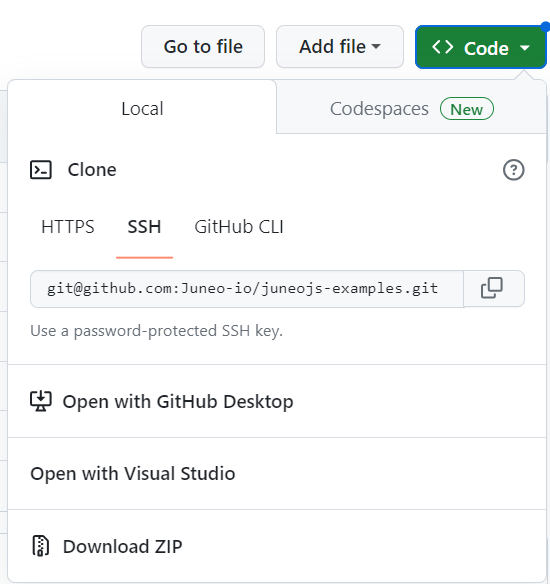 Go to file
Add file
Code
Local
Codespaces New
Clone
HTTPS SSH GitHub CLI
git@github.com:Juneo-io/juneojs-examples.git
Use a password-protected SSH key.
Open with GitHub Desktop
Open with Visual Studio
Download ZIP